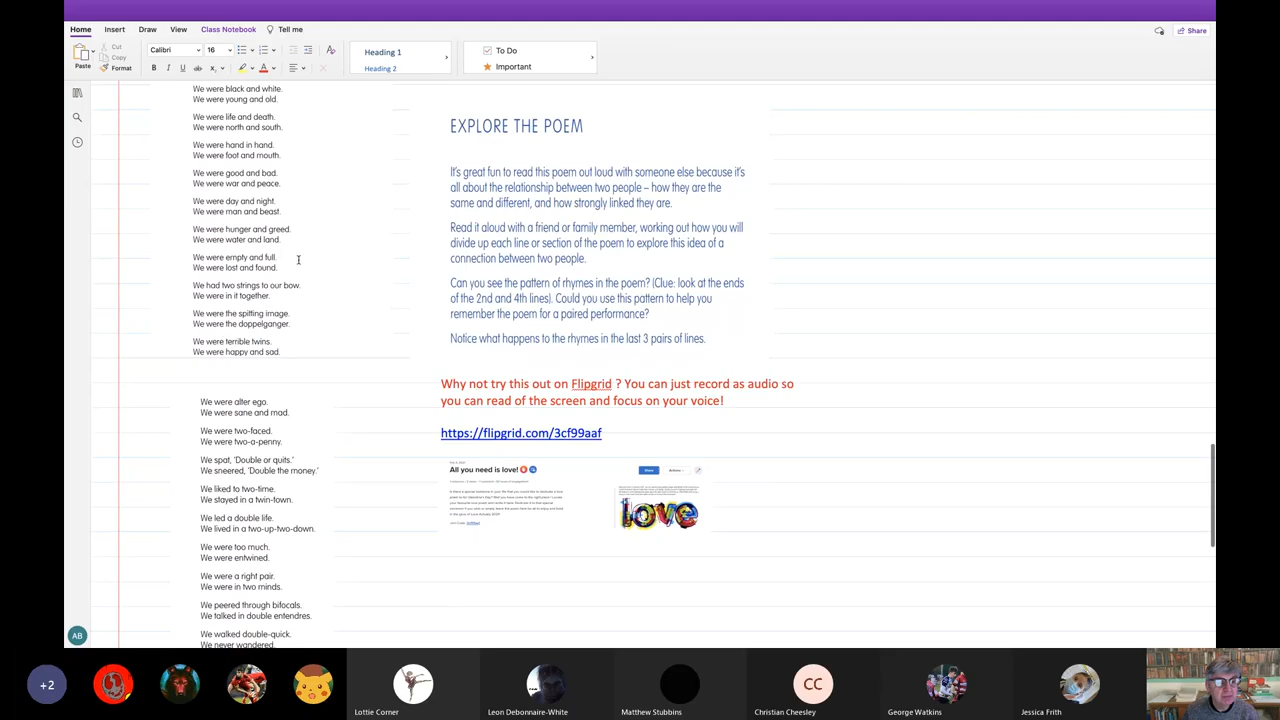 Home Insert Draw View Class Notebook Tell me
Share
Paste
Cut
Copy
Format
Calibri 16
B I U ab
Heading 1
Heading 2
To Do
Important
We were black and white.
We were young and old.
We were life and death.
We were north and south.
We were hand in hand.
We were foot and mouth.
We were good and bad.
We were war and peace.
We were day and night.
We were man and beast.
We were hunger and greed.
We were water and land.
We were empty and full.
We were lost and found.
We had two strings to our bow.
We were in it together.
We were the spitting image.
We were the doppelganger.
We were terrible twins.
We were happy and sad.
We were alter ego.
We were sane and mad.
We were two-faced.
We were two-a-penny.
We spat, 'Double or quits.'
We sneered, 'Double the money.'
We liked to two-time.
We stayed in a twin-town.
We led a double life.
We lived in a two-up-two-down.
We were too much.
We were entwined.
We were a right pair.
We were in two minds.
We peered through bifocals.
We talked in double entendres.
We walked double-quick.
We never wandered.
EXPLORE THE POEM
It's great fun to read this poem out loud with someone else because it's
all about the relationship between two people – how they are the
same and different, and how strongly linked they are.
Read it aloud with a friend or family member, working out how you will
divide up each line or section of the poem to explore this idea of a
connection between two people.
Can you see the pattern of rhymes in the poem? (Clue: look at the ends
of the 2nd and 4th lines). Could you use this pattern to help you
remember the poem for a paired performance?
Notice what happens to the rhymes in the last 3 pairs of lines.
Why not try this out on Flipgrid ? You can just record as audio so
you can read of the screen and focus on your voice!
https://flipgrid.com/3cf99aaf
All you need is love!
Share
love
AB
+2
CC
Lottie Corner
Leon Debonnaire-White
Matthew Stubbins
Christian Cheesley
George Watkins
Jessica Frith